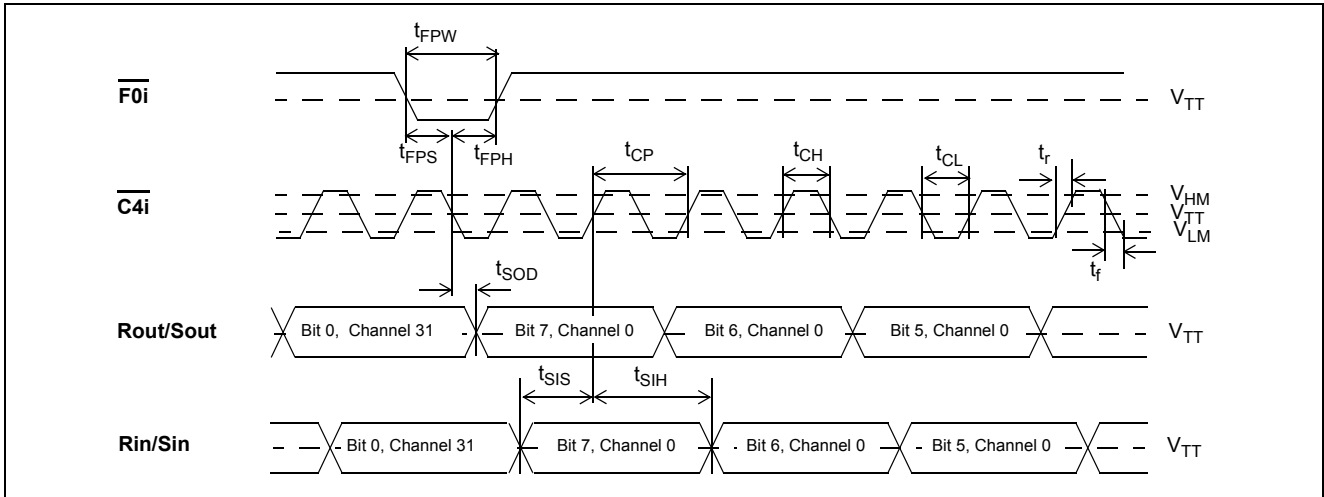 tFPW
F0i
VTT
tFPS
tFPH
tCP
tCH
tCL
tr
C4i
VHM
VTT
VLM
tf
tSOD
Rout/Sout
Bit 0, Channel 31
Bit 7, Channel 0
Bit 6, Channel 0
Bit 5, Channel 0
VTT
tSIS
tSIH
Rin/Sin
Bit 0, Channel 31
Bit 7, Channel 0
Bit 6, Channel 0
Bit 5, Channel 0
VTT